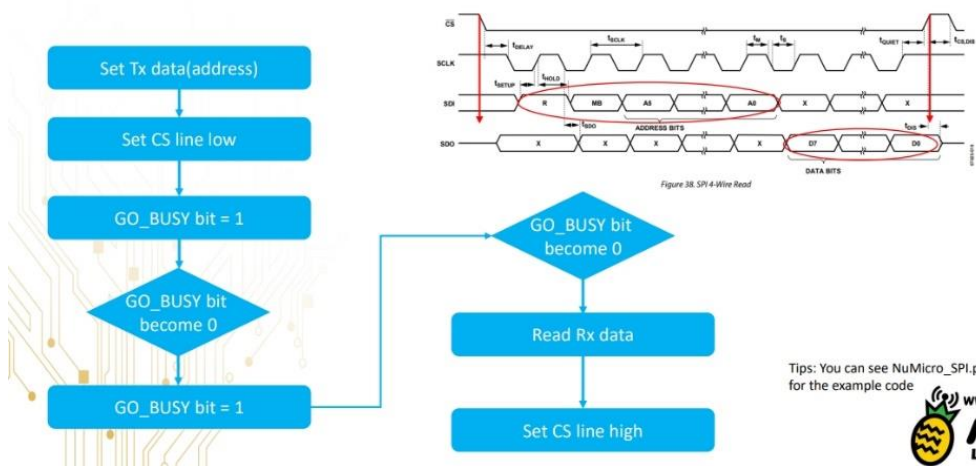 Set Tx data(address)
Set CS line low
GO_BUSY bit = 1
GO_BUSY bit
become 0
GO_BUSY bit = 1
GO_BUSY bit
become 0
Read Rx data
Set CS line high
CS
tDELAY
tSCLK
tM
tS
tQUIET
tCS,DIS
SCLK
tSETUP
tHOLD
SDI
R
MB
A5
A0
X
X
tSDO
ADDRESS BITS
tDIS
SDO
X
X
X
X
D7
D0
DATA BITS
Figure 38. SPI 4-Wire Read
Tips: You can see NuMicro_SPI.p
for the example code